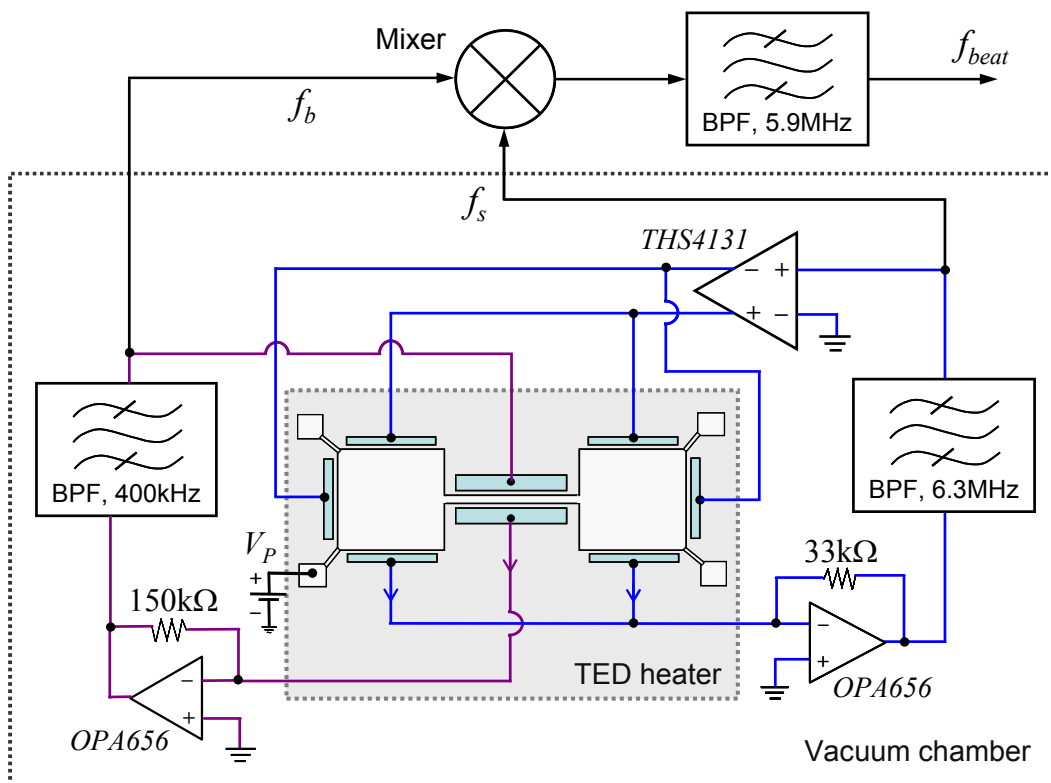 Mixer
f_beat
BPF, 5.9MHz
f_b
f_s
THS4131
− +
+ −
BPF, 400kHz
BPF, 6.3MHz
V_P
+
−
33kΩ
150kΩ
−
+
−
+
TED heater
OPA656
OPA656
Vacuum chamber